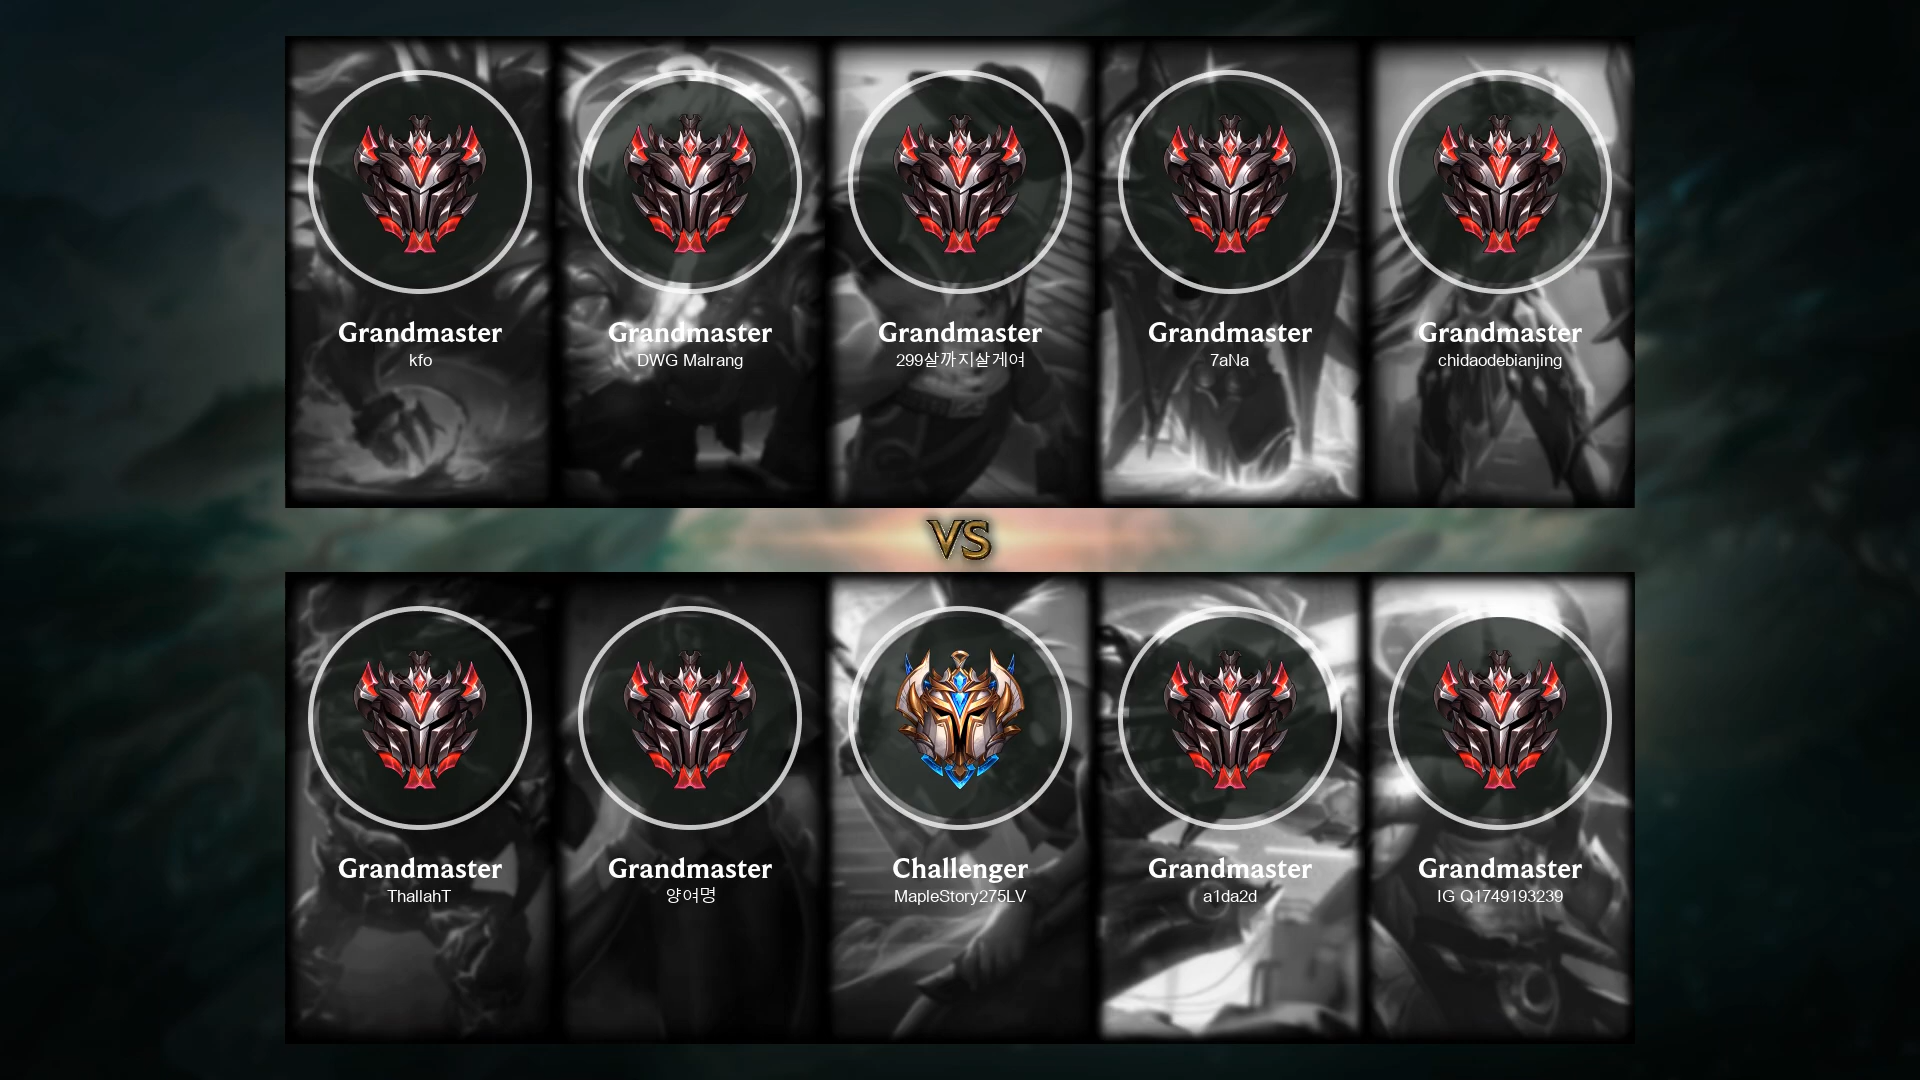 Grandmaster
kfo
Grandmaster
DWG Malrang
Grandmaster
299살까지살게여
Grandmaster
7aNa
Grandmaster
chidaodebianjing
VS
Grandmaster
ThallahT
Grandmaster
양여명
Challenger
MapleStory275LV
Grandmaster
a1da2d
Grandmaster
IG Q1749193239